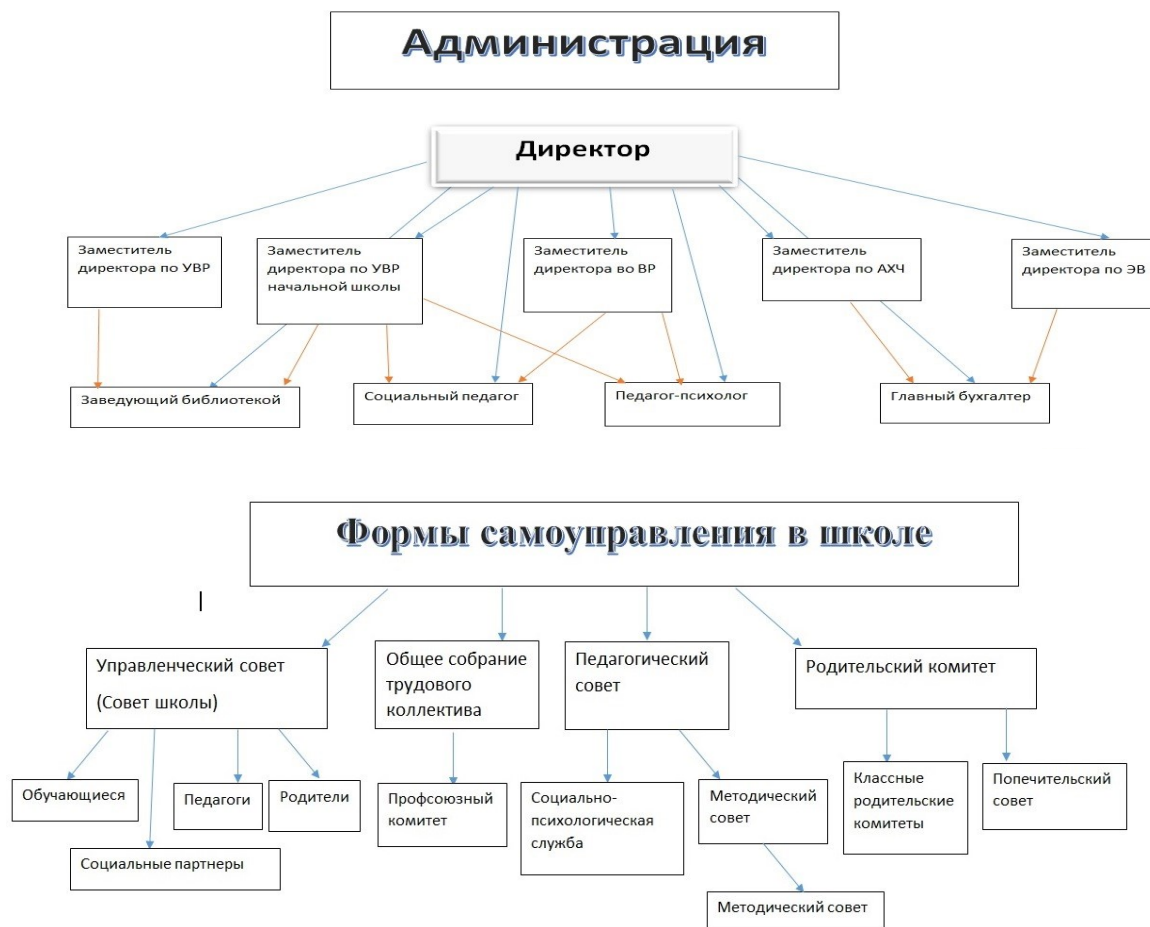 Администрация
Директор
Заместитель
директора по УВР
Заместитель
директора по УВР
начальной школы
Заместитель
директора во ВР
Заместитель
директора по АХЧ
Заместитель
директора по ЭВ
Заведующий библиотекой
Социальный педагог
Педагог-психолог
Главный бухгалтер
Формы самоуправления в школе
Управленческий совет
(Совет школы)
Общее собрание
трудового
коллектива
Педагогический
совет
Родительский комитет
Обучающиеся
Педагоги
Родители
Социальные партнеры
Профсоюзный
комитет
Социально-
психологическая
служба
Методический
совет
Классные
родительские
комитеты
Попечительский
совет
Методический совет